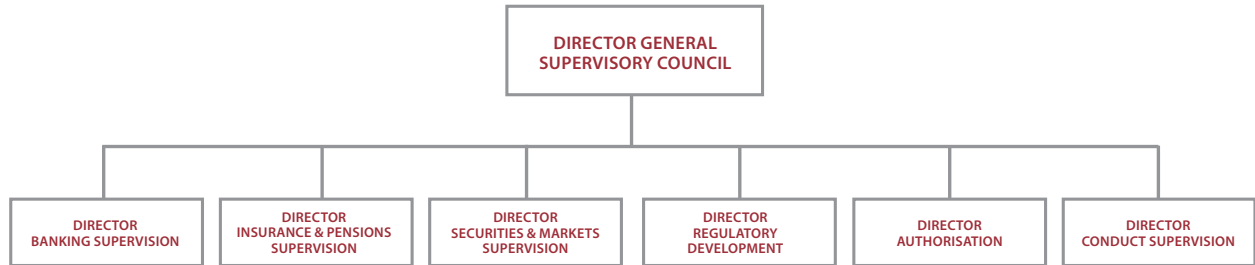 DIRECTOR GENERAL
SUPERVISORY COUNCIL
DIRECTOR
BANKING SUPERVISION
DIRECTOR
INSURANCE & PENSIONS
SUPERVISION
DIRECTOR
SECURITIES & MARKETS
SUPERVISION
DIRECTOR
REGULATORY
DEVELOPMENT
DIRECTOR
AUTHORISATION
DIRECTOR
CONDUCT SUPERVISION